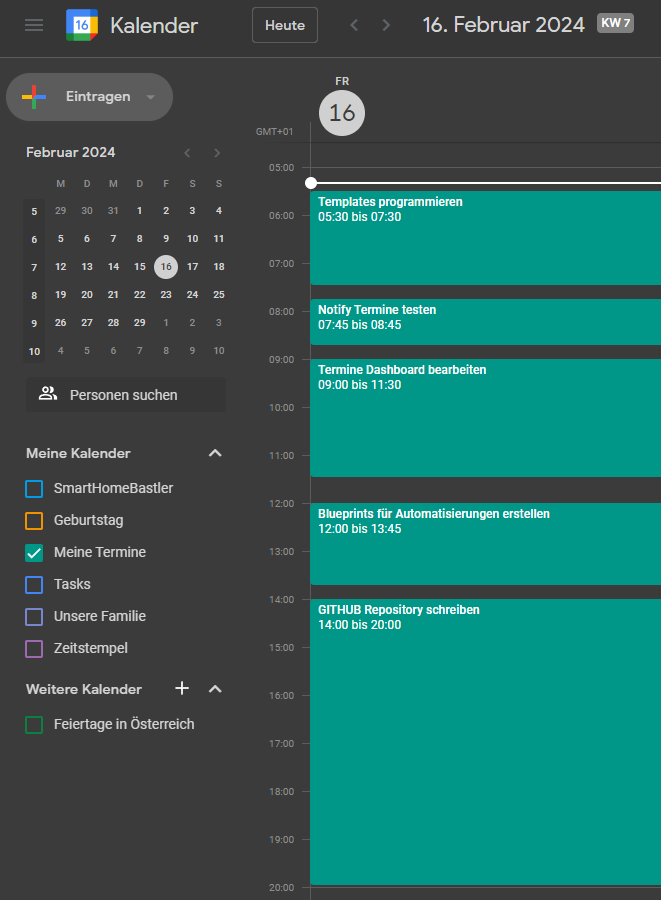 16 Kalender
Heute
16. Februar 2024 KW 7
Eintragen
Februar 2024
M D M D F S S
5 29 30 31 1 2 3 4
6 5 6 7 8 9 10 11
7 12 13 14 15 16 17 18
8 19 20 21 22 23 24 25
9 26 27 28 29 1 2 3
10 4 5 6 7 8 9 10
Personen suchen
Meine Kalender
SmartHomeBastler
Geburtstag
Meine Termine
Tasks
Unsere Familie
Zeitstempel
Weitere Kalender
Feiertage in Österreich
FR
16
GMT+01
05:00
Templates programmieren
05:30 bis 07:30
06:00
07:00
Notify Termine testen
07:45 bis 08:45
08:00
09:00
Termine Dashboard bearbeiten
09:00 bis 11:30
10:00
11:00
12:00
Blueprints für Automatisierungen erstellen
12:00 bis 13:45
13:00
14:00
GITHUB Repository schreiben
14:00 bis 20:00
15:00
16:00
17:00
18:00
19:00
20:00